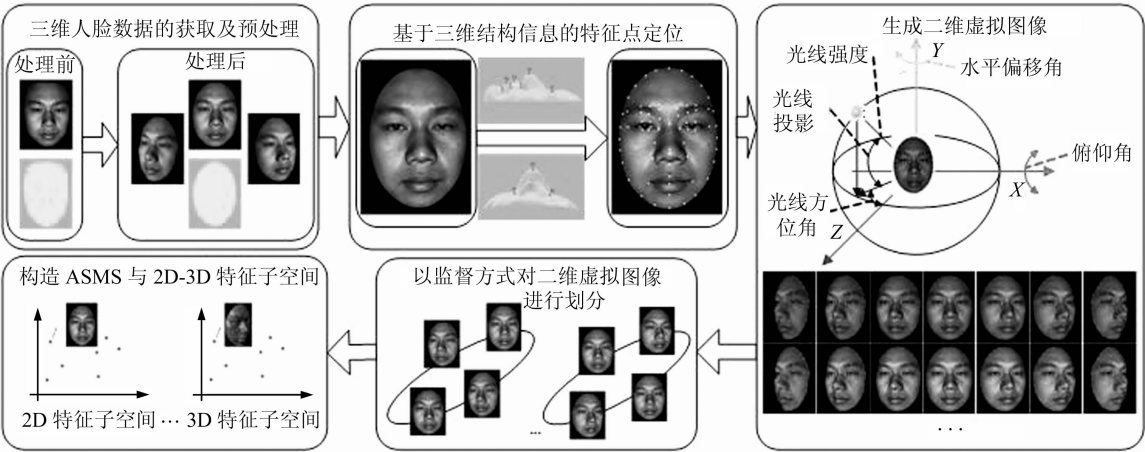 三维人脸数据的获取及预处理
处理前
处理后
基于三维结构信息的特征点定位
生成二维虚拟图像
光线强度
Y
水平偏移角
光线
投影
俯仰角
X
光线方
位角
Z
...
以监督方式对二维虚拟图像
进行划分
...
构造 ASMS 与 2D-3D 特征子空间
2D 特征子空间 ··· 3D 特征子空间